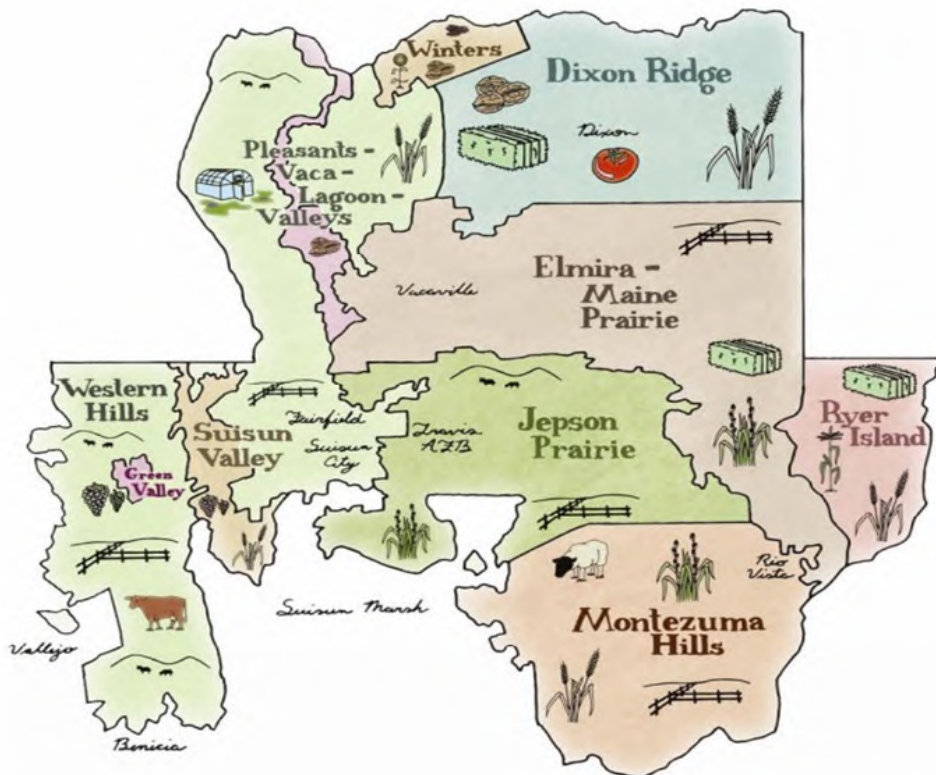 Winters
Dixon Ridge
Dixon
Pleasants -
Vaca -
Lagoon -
Valleys
Elmira -
Maine
Prairie
Vacaville
Western
Hills
Suisun
Valley
Fairfield
Suisun
City
Travis
AFB
Jepson
Prairie
Ryer
Island
Green
Valley
Rio
Vista
Suisun Marsh
Montezuma
Hills
Vallejo
Benicia